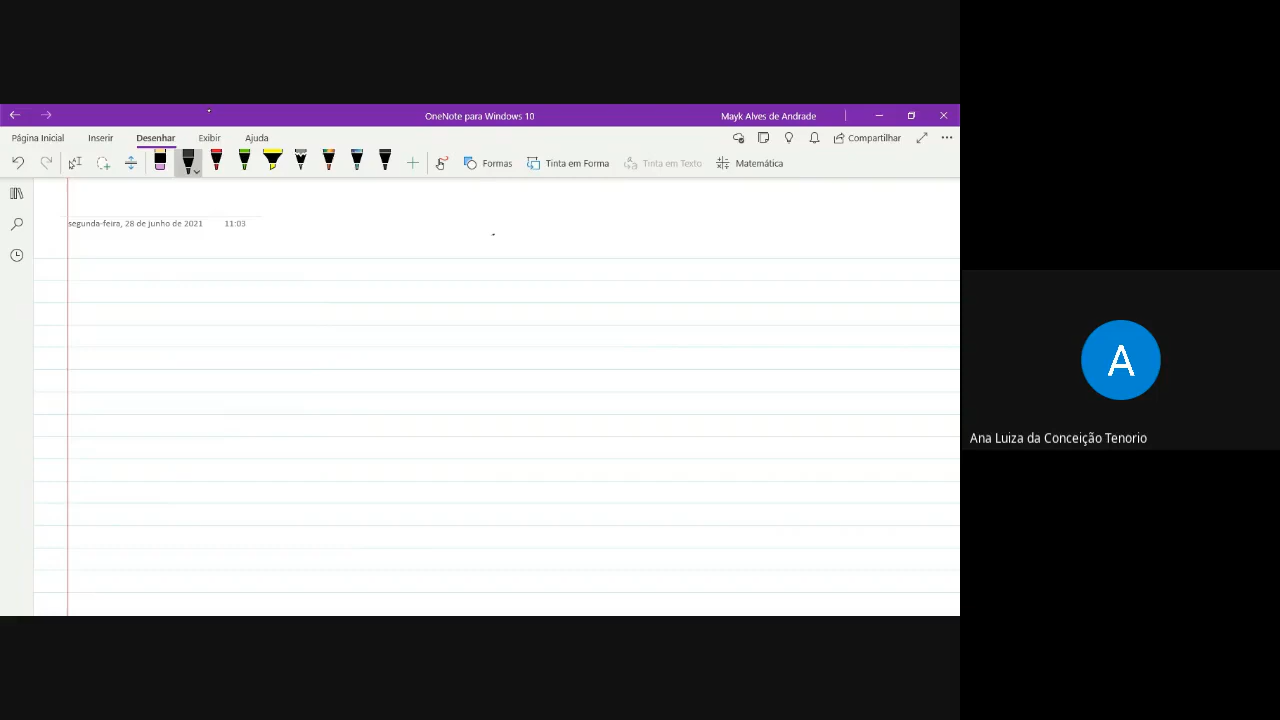 OneNote para Windows 10
Mayk Alves de Andrade
Página Inicial Inserir Desenhar Exibir Ajuda
Compartilhar
Formas Tinta em Forma Tinta em Texto Matemática
segunda-feira, 28 de junho de 2021 11:03
A
Ana Luiza da Conceição Tenorio